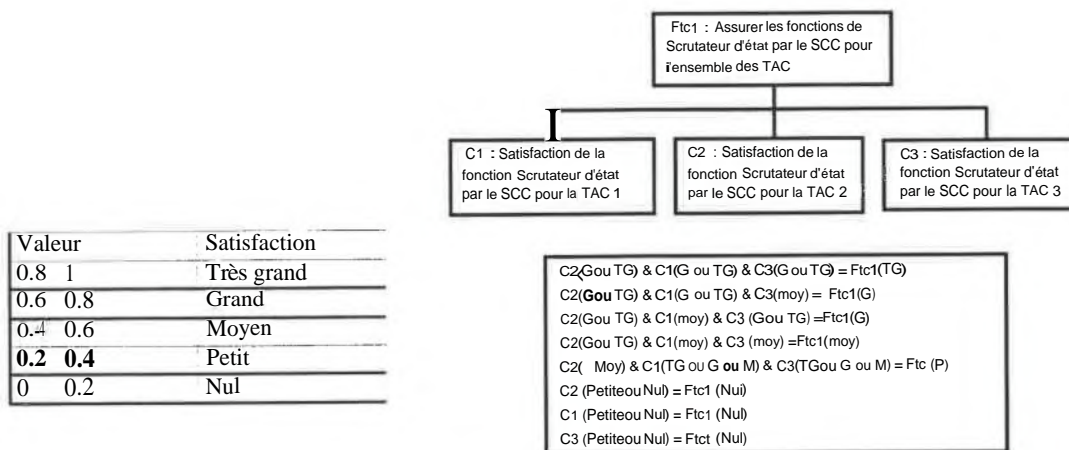 Ftc1 : Assurer les fonctions de
Scrutateur d'état par le SCC pour
l'ensemble des TAC
C1 : Satisfaction de la
fonction Scrutateur d'état
par le SCC pour la TAC 1
C2 : Satisfaction de la
fonction Scrutateur d'état
par le SCC pour la TAC 2
C3 : Satisfaction de la
fonction Scrutateur d'état
par le SCC pour la TAC 3
Valeur Satisfaction
0.8 1 Très grand
0.6 0.8 Grand
0.4 0.6 Moyen
0.2 0.4 Petit
0 0.2 Nul
C2(Gou TG) & C1(G ou TG) & C3(G ou TG) = Ftc1(TG)
C2(Gou TG) & C1(G ou TG) & C3(moy) = Ftc1(G)
C2(Gou TG) & C1(moy) & C3 (Gou TG) =Ftc1(G)
C2(Gou TG) & C1(moy) & C3 (moy) =Ftc1(moy)
C2( Moy) & C1(TG ou G ou M) & C3(TGou G ou M) = Ftc (P)
C2 (Petiteou Nul) = Ftc1 (Nui)
C1 (Petiteou Nul) = Ftc1 (Nul)
C3 (Petiteou Nul) = Ftct (Nul)